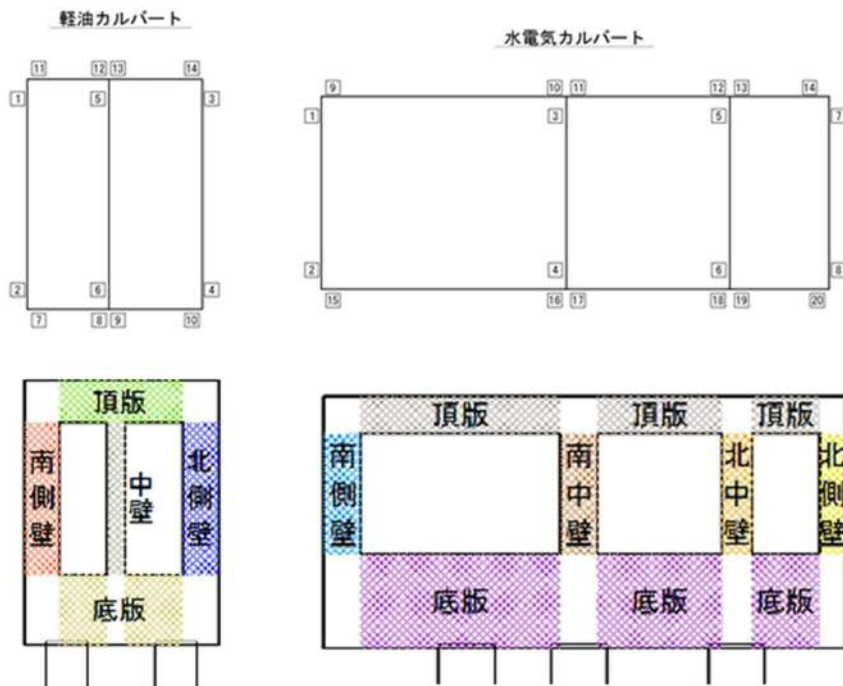 軽油カルバート
水電気カルバート
11 12 13 14
1 5 3
2 6 4
7 8 9 10
9 10 11 12 13 14
1 3 5 7
2 4 6 8
15 16 17 18 19 20
頂版
南側壁
中壁
北側壁
底版
頂版 頂版 頂版
南側壁
南中壁
北中壁
北側壁
底版 底版 底版